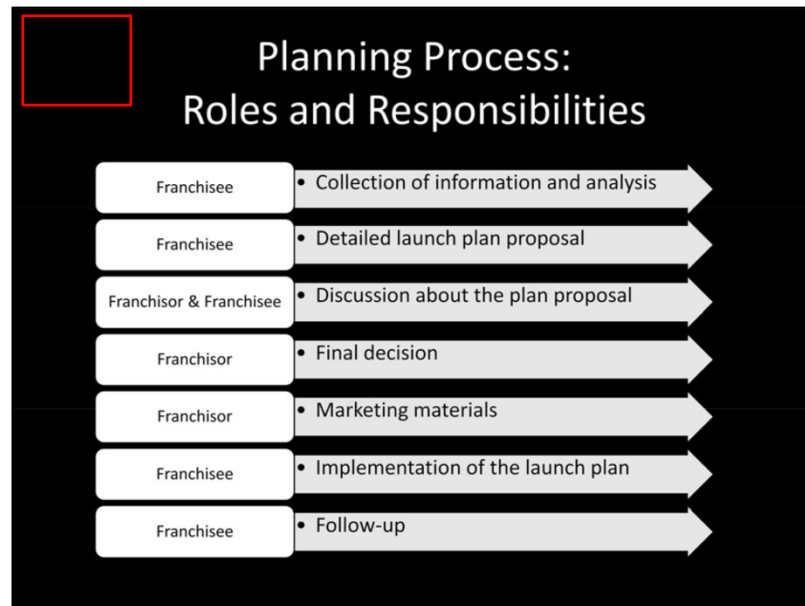 Planning Process:
Roles and Responsibilities
Franchisee
• Collection of information and analysis
Franchisee
• Detailed launch plan proposal
Franchisor & Franchisee
• Discussion about the plan proposal
Franchisor
• Final decision
Franchisor
• Marketing materials
Franchisee
• Implementation of the launch plan
Franchisee
• Follow-up